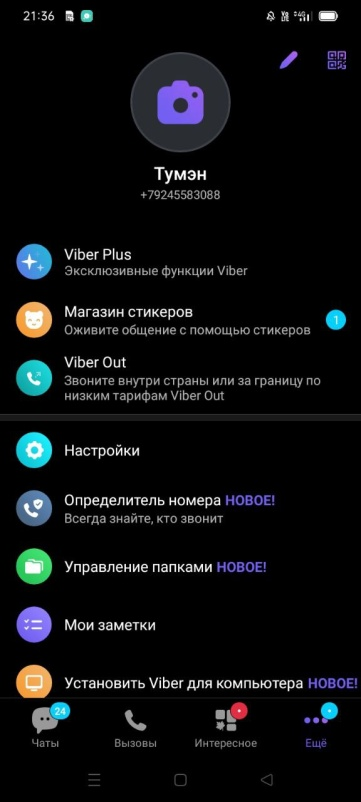 21:36
Тумэн
+79245583088
Viber Plus
Эксклюзивные функции Viber
Магазин стикеров
1
Оживите общение с помощью стикеров
Viber Out
Звоните внутри страны или за границу по
низким тарифам Viber Out
Настройки
Определитель номера НОВОЕ!
Всегда знайте, кто звонит
Управление папками НОВОЕ!
Мои заметки
Установить Viber для компьютера НОВОЕ!
24
Чаты
Вызовы
Интересное
Ещё